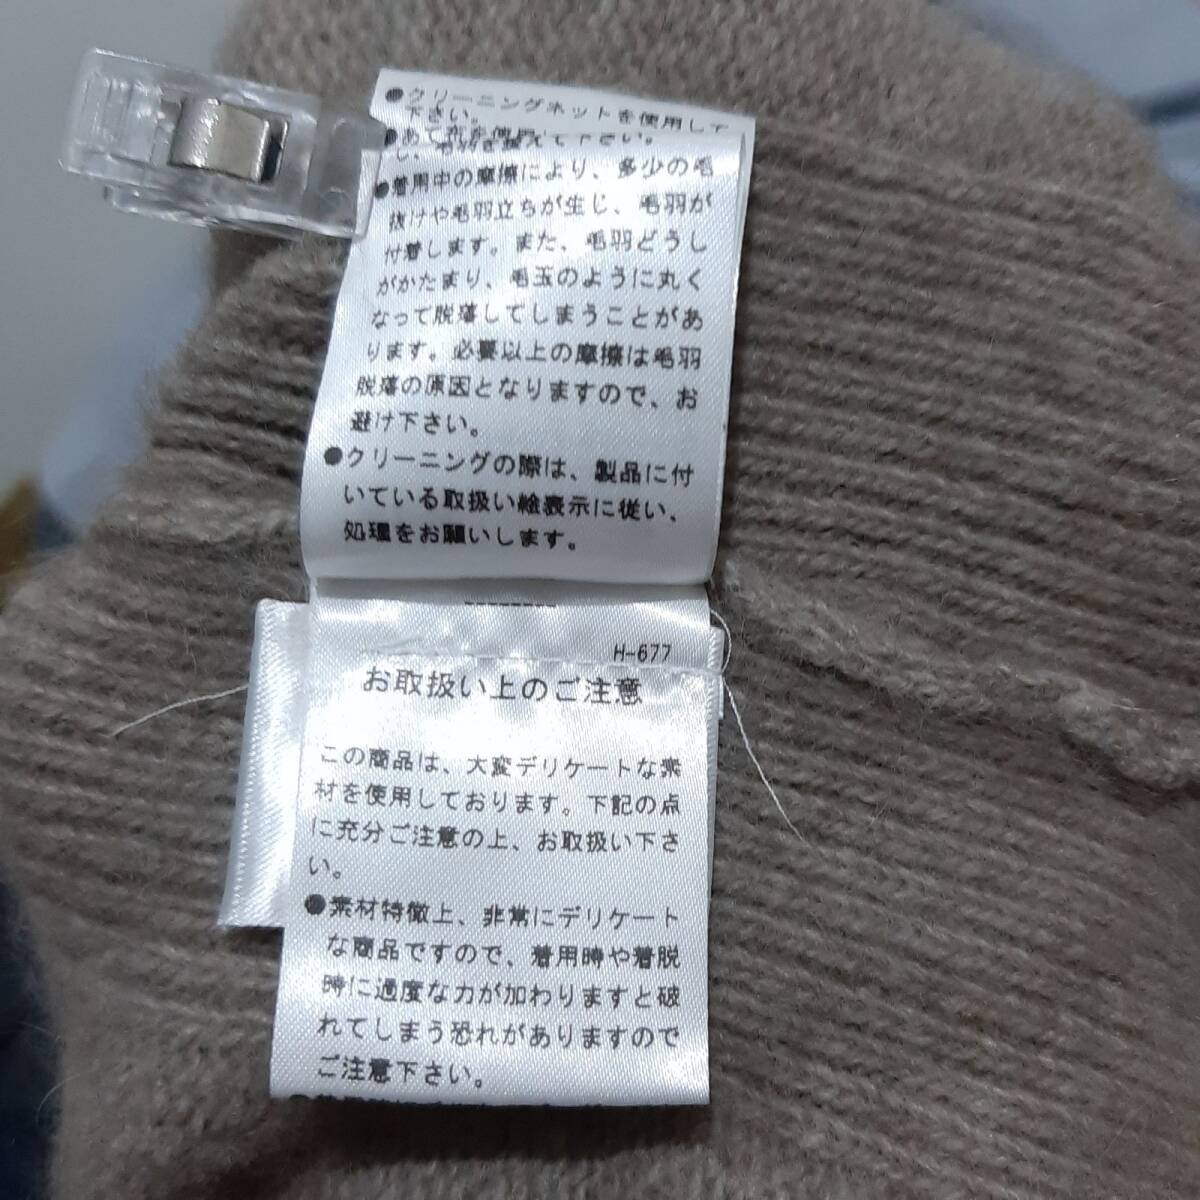 ●クリーニングネットを使用して
下さい。
●あて布を使用
着用中の摩擦により、多少の毛
抜けや毛羽立ちが生じ、毛羽が
付着します。また、毛羽どうし
がかたまり、毛玉のように丸く
なって脱落してしまうことがあ
ります。必要以上の摩擦は毛羽
脱落の原因となりますので、お
避け下さい。
●クリーニングの際は、製品に付
いている取扱い絵表示に従い、
処理をお願いします。
H-677
お取扱い上のご注意
この商品は、大変デリケートな素
材を使用しております。下記の点
に充分ご注意の上、お取扱い下さ
い。
●素材特徴上、非常にデリケート
な商品ですので、着用時や着脱
時に過度な力が加わりますと破
れてしまう恐れがありますので
ご注意下さい。